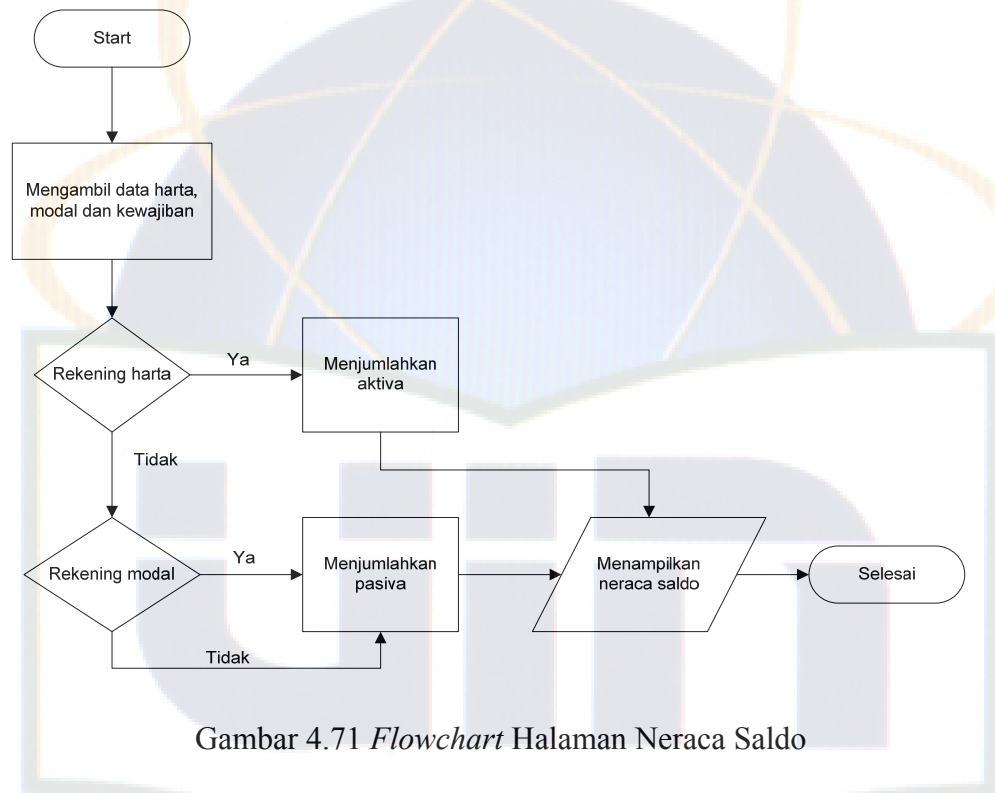 Start
Mengambil data harta,
modal dan kewajiban
Rekening harta
Ya
Menjumlahkan
aktiva
Tidak
Rekening modal
Ya
Menjumlahkan
pasiva
Menampilkan
neraca saldo
Selesai
Tidak
uin
Gambar 4.71 Flowchart Halaman Neraca Saldo